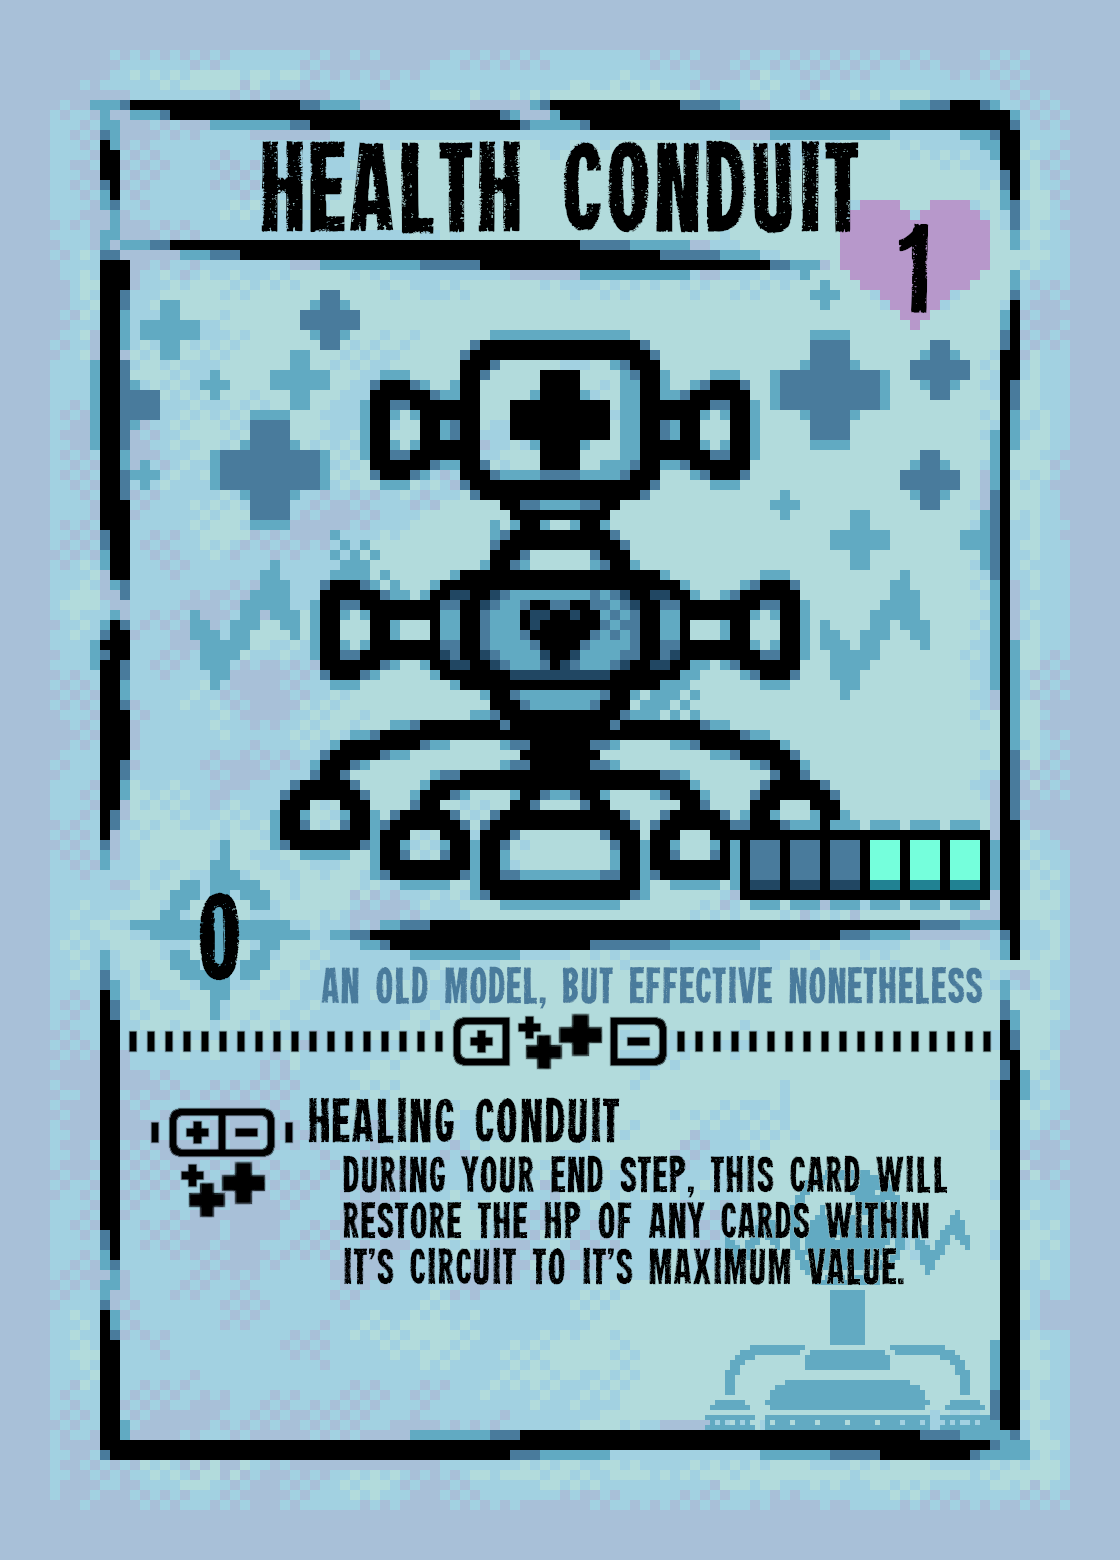 HEALTH CONDUIT
1
0
AN OLD MODEL, BUT EFFECTIVE NONETHELESS
HEALING CONDUIT
DURING YOUR END STEP, THIS CARD WILL
RESTORE THE HP OF ANY CARDS WITHIN
IT'S CIRCUIT TO IT'S MAXIMUM VALUE.